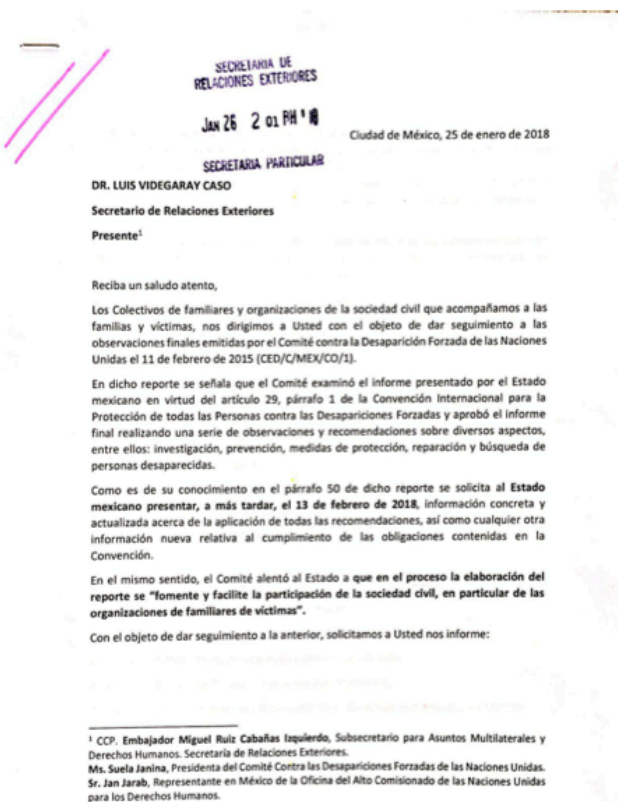 SECRETARIA DE
RELACIONES EXTERIORES
JAN 26 2 01 PM '18
SECRETARIA PARTICULAR
Ciudad de México, 25 de enero de 2018
DR. LUIS VIDEGARAY CASO
Secretario de Relaciones Exteriores
Presente¹
Reciba un saludo atento,
Los Colectivos de familiares y organizaciones de la sociedad civil que acompañamos a las
familias y víctimas, nos dirigimos a Usted con el objeto de dar seguimiento a las
observaciones finales emitidas por el Comité contra la Desaparición Forzada de las Naciones
Unidas el 11 de febrero de 2015 (CED/C/MEX/CO/1).
En dicho reporte se señala que el Comité examinó el informe presentado por el Estado
mexicano en virtud del artículo 29, párrafo 1 de la Convención Internacional para la
Protección de todas las Personas contra las Desapariciones Forzadas y aprobó el informe
final realizando una serie de observaciones y recomendaciones sobre diversos aspectos,
entre ellos: investigación, prevención, medidas de protección, reparación y búsqueda de
personas desaparecidas.
Como es de su conocimiento en el párrafo 50 de dicho reporte se solicita al Estado
mexicano presentar, a más tardar, el 13 de febrero de 2018, información concreta y
actualizada acerca de la aplicación de todas las recomendaciones, así como cualquier otra
información nueva relativa al cumplimiento de las obligaciones contenidas en la
Convención.
En el mismo sentido, el Comité alentó al Estado a que en el proceso la elaboración del
reporte se "fomente y facilite la participación de la sociedad civil, en particular de las
organizaciones de familiares de víctimas".
Con el objeto de dar seguimiento a la anterior, solicitamos a Usted nos informe:
¹ CCP. Embajador Miguel Ruiz Cabañas Izquierdo, Subsecretario para Asuntos Multilaterales y
Derechos Humanos. Secretaría de Relaciones Exteriores.
Ms. Suela Janina, Presidenta del Comité Contra las Desapariciones Forzadas de las Naciones Unidas.
Sr. Jan Jarab, Representante en México de la Oficina del Alto Comisionado de las Naciones Unidas
para los Derechos Humanos.